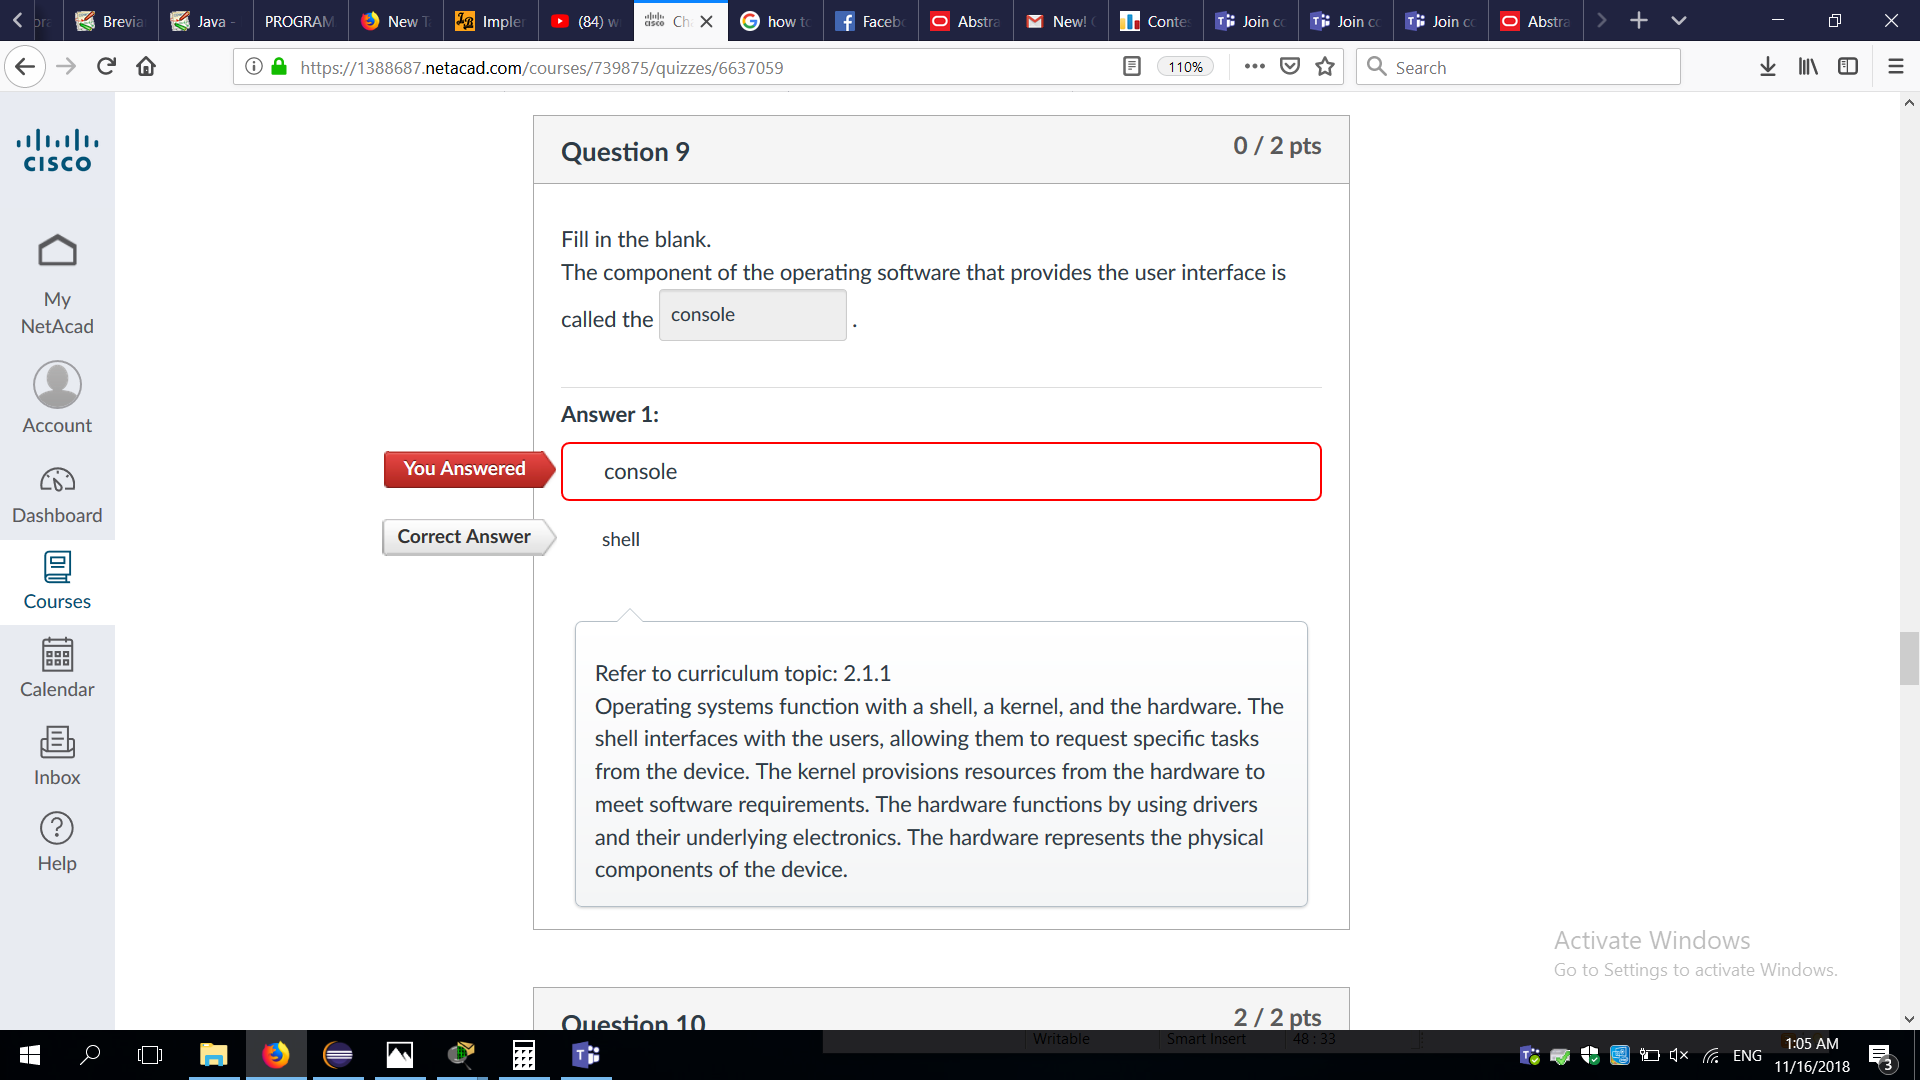 Brevia
Java -
PROGRAM
New T
Impler
(84) w
Ch
how to
Facebo
Abstra
New!
Contes
Join co
Join co
Join co
Abstra
https://1388687.netacad.com/courses/739875/quizzes/6637059
110%
Search
CISCO
My
NetAcad
Account
Dashboard
Courses
Calendar
Inbox
Help
Question 9
0 / 2 pts
Fill in the blank.
The component of the operating software that provides the user interface is
called the console .
Answer 1:
You Answered
console
Correct Answer
shell
Refer to curriculum topic: 2.1.1
Operating systems function with a shell, a kernel, and the hardware. The
shell interfaces with the users, allowing them to request specific tasks
from the device. The kernel provisions resources from the hardware to
meet software requirements. The hardware functions by using drivers
and their underlying electronics. The hardware represents the physical
components of the device.
Activate Windows
Go to Settings to activate Windows.
Question 10
2 / 2 pts
Writable
Smart Insert
48 : 33
ENG
1:05 AM
11/16/2018
3